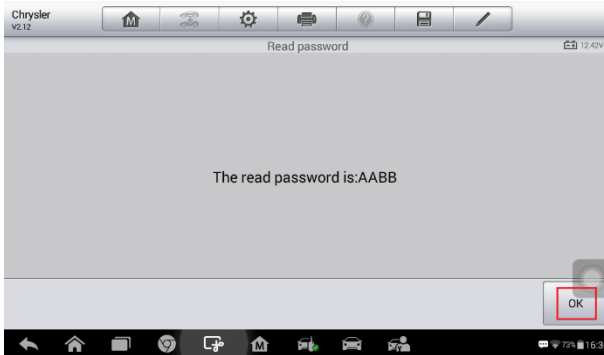 Chrysler
V2.12
M
Read password
12.42V
The read password is:AABB
OK
M
73%
16:3